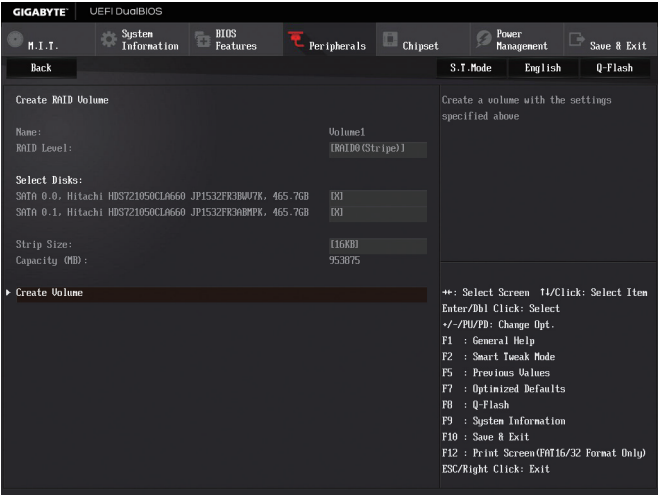 GIGABYTE™ UEFI DualBIOS
M.I.T. System Information BIOS Features Peripherals Chipset Power Management Save & Exit
Back S.T.Mode English Q-Flash
Create RAID Volume
Create a volume with the settings specified above
Name: Volume1
RAID Level: [RAID0(Stripe)]
Select Disks:
SATA 0.0, Hitachi HDS721050CLA660 JP1532FR3BWV7K, 465.7GB [X]
SATA 0.1, Hitachi HDS721050CLA660 JP1532FR3ABMPK, 465.7GB [X]
Strip Size: [16KB]
Capacity (MB): 953875
Create Volume
→←: Select Screen ↑↓/Click: Select Item
Enter/Dbl Click: Select
+/-/PU/PD: Change Opt.
F1 : General Help
F2 : Smart Tweak Mode
F5 : Previous Values
F7 : Optimized Defaults
F8 : Q-Flash
F9 : System Information
F10 : Save & Exit
F12 : Print Screen(FAT16/32 Format Only)
ESC/Right Click: Exit